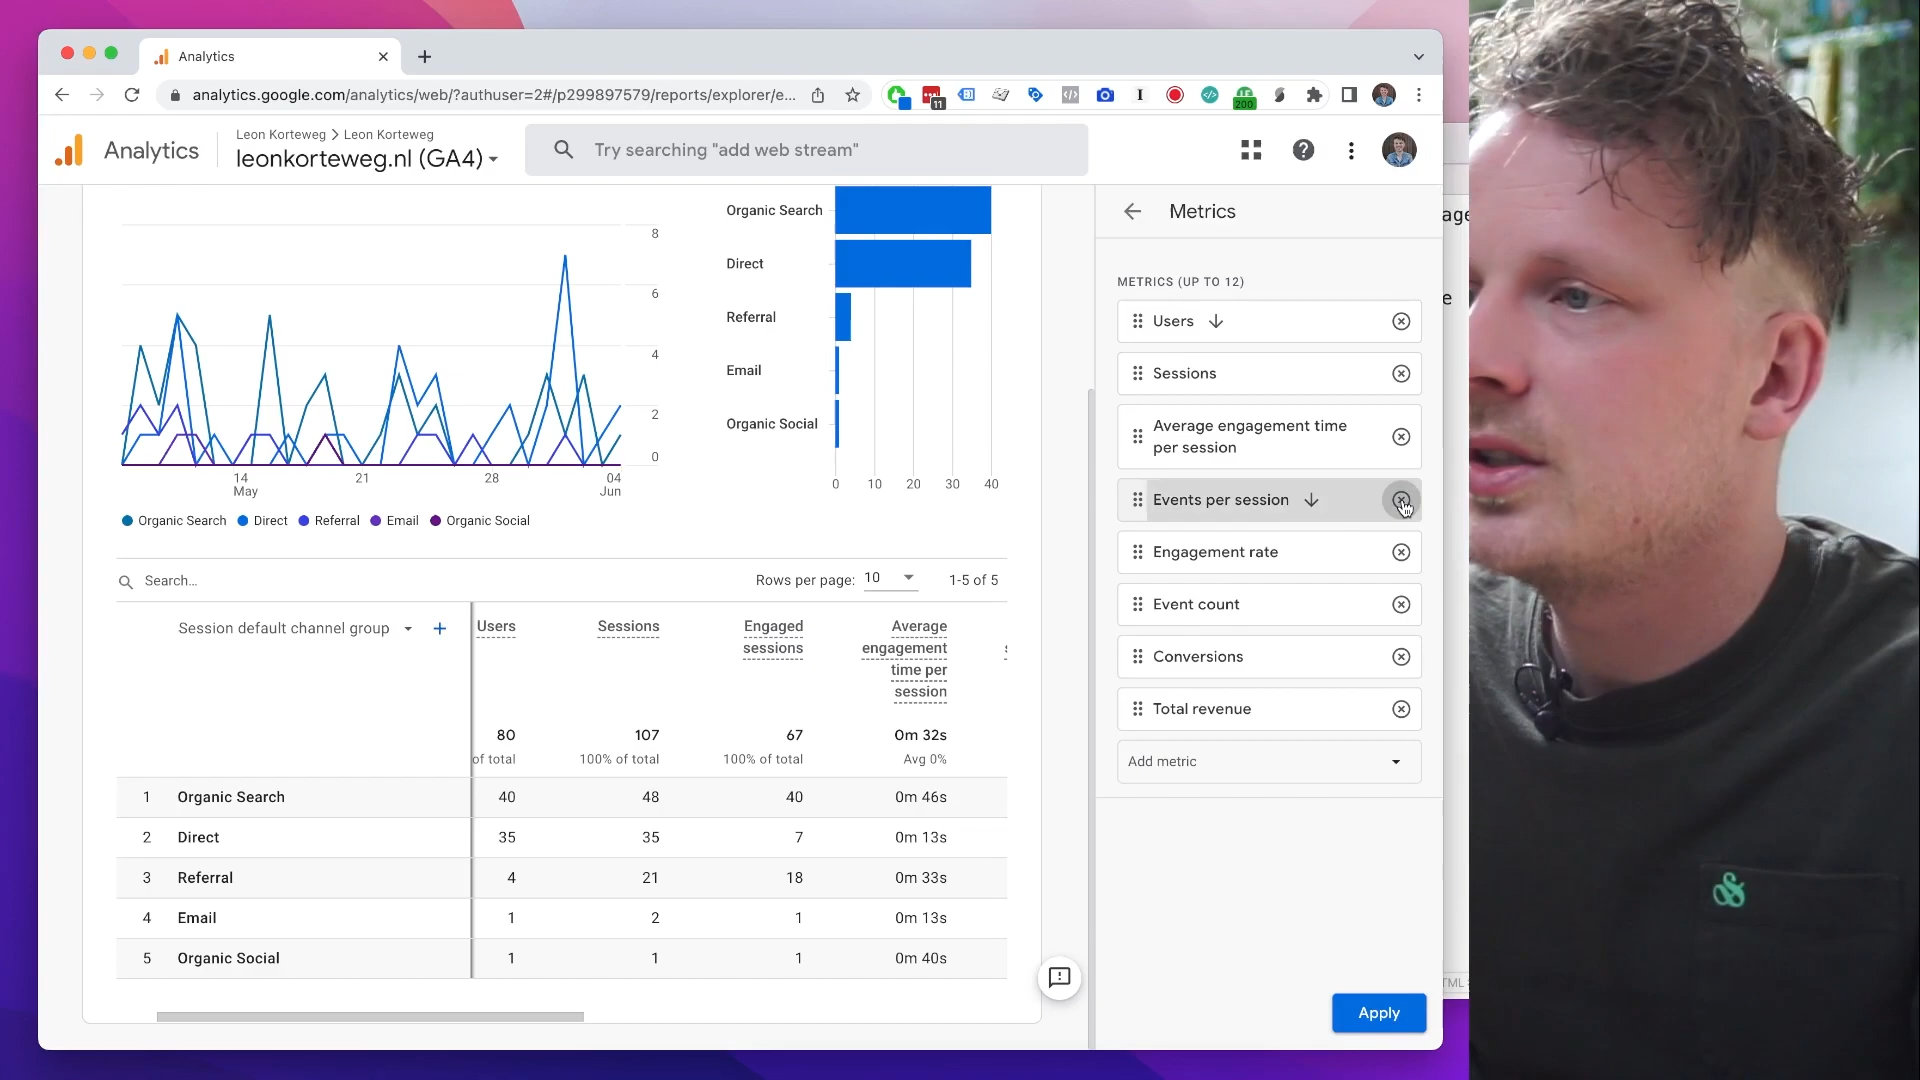 Analytics
analytics.google.com/analytics/web/?authuser=2#/p299897579/reports/explorer/e...
11
200
Analytics
Leon Korteweg > Leon Korteweg
leonkorteweg.nl (GA4)
Try searching "add web stream"
8
6
4
2
0
14
May
21
28
04
Jun
Organic Search
Direct
Referral
Email
Organic Social
Organic Search
Direct
Referral
Email
Organic Social
0
10
20
30
40
Search...
Rows per page:
10
1-5 of 5
Session default channel group
Users
Sessions
Engaged
sessions
Average
engagement
time per
session
80
107
67
0m 32s
of total
100% of total
100% of total
Avg 0%
1 Organic Search 40 48 40 0m 46s
2 Direct 35 35 7 0m 13s
3 Referral 4 21 18 0m 33s
4 Email 1 2 1 0m 13s
5 Organic Social 1 1 1 0m 40s
Metrics
METRICS (UP TO 12)
Users
Sessions
Average engagement time
per session
Events per session
Engagement rate
Event count
Conversions
Total revenue
Add metric
Apply
age
e